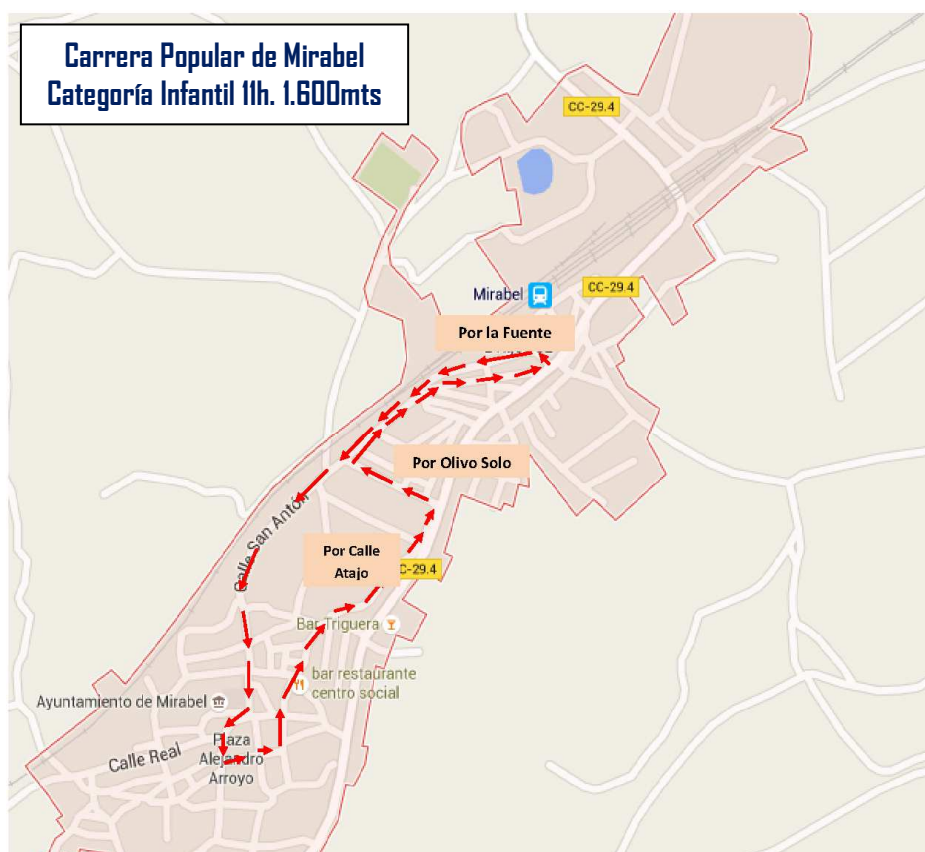 Carrera Popular de Mirabel
Categoría Infantil 11h. 1.600mts
CC-29.4
Mirabel
CC-29.4
Por la Fuente
Por Olivo Solo
Calle San Antón
Por Calle
Atajo
CC-29.4
Bar Triguera
bar restaurante
centro social
Ayuntamiento de Mirabel
Plaza
Alejandro
Arroyo
Calle Real